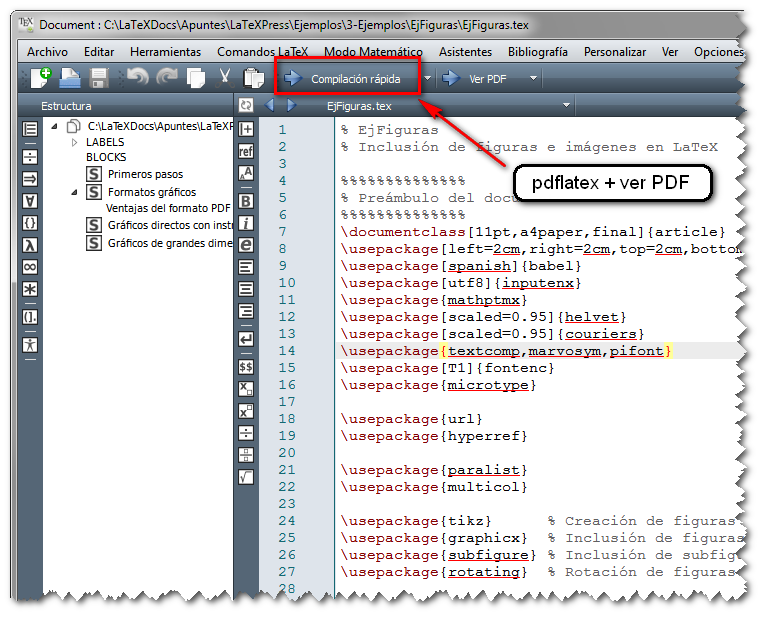 Document : C:\LaTeXDocs\Apuntes\LaTeXPress\Ejemplos\3-Ejemplos\EjFiguras\EjFiguras.tex
Archivo Editar Herramientas Comandos LaTeX Modo Matemático Asistentes Bibliografía Personalizar Ver Opciones
Compilación rápida Ver PDF
Estructura EjFiguras.tex
C:\LaTeXDocs\Apuntes\LaTeXP
LABELS
BLOCKS
S Primeros pasos
S Formatos gráficos
Ventajas del formato PDF
S Gráficos directos con instr
S Gráficos de grandes dime
pdflatex + ver PDF
1 % EjFiguras
2 % Inclusión de figuras e imágenes en LaTeX
3
4 %%%%%%%%%%%%%%
5 % Preámbulo del docu
6 %%%%%%%%%%%%%%
7 \documentclass[11pt,a4paper,final]{article}
8 \usepackage[left=2cm,right=2cm,top=2cm,bottom
9 \usepackage[spanish]{babel}
10 \usepackage[utf8]{inputenx}
11 \usepackage{mathptmx}
12 \usepackage[scaled=0.95]{helvet}
13 \usepackage[scaled=0.95]{couriers}
14 \usepackage{textcomp,marvosym,pifont}
15 \usepackage[T1]{fontenc}
16 \usepackage{microtype}
17
18 \usepackage{url}
19 \usepackage{hyperref}
20
21 \usepackage{paralist}
22 \usepackage{multicol}
23
24 \usepackage{tikz} % Creación de figuras
25 \usepackage{graphicx} % Inclusión de figuras
26 \usepackage{subfigure} % Inclusión de subfig
27 \usepackage{rotating} % Rotación de figuras
28